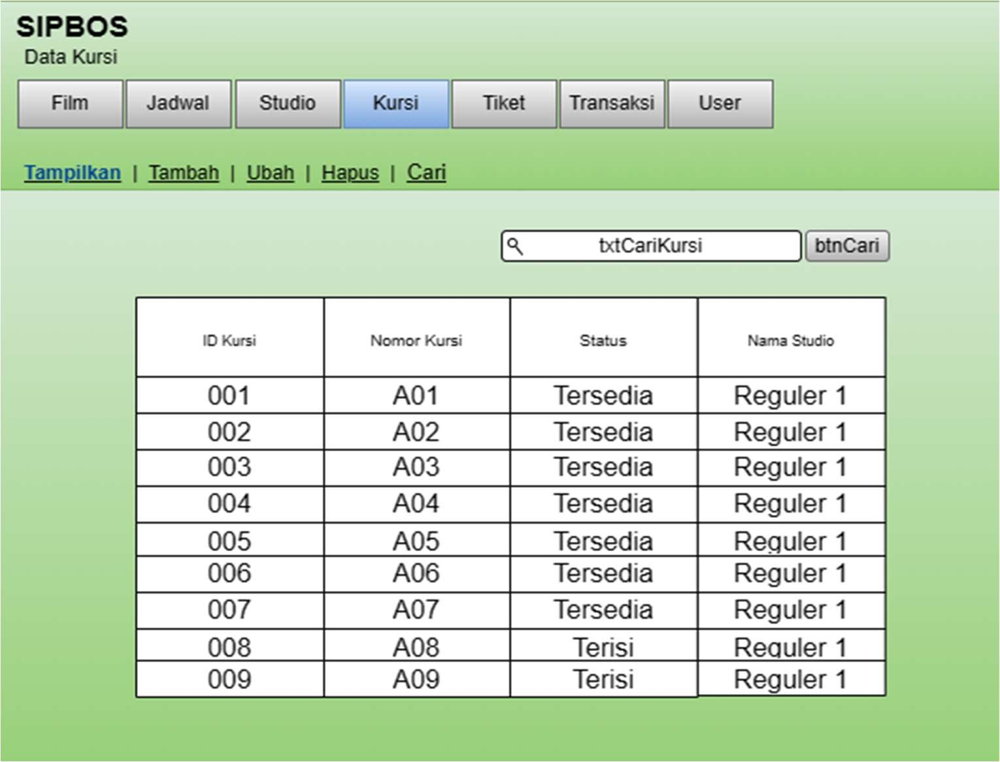 SIPBOS
Data Kursi
Film Jadwal Studio Kursi Tiket Transaksi User
Tampilkan | Tambah | Ubah | Hapus | Cari
txtCariKursi btnCari
ID Kursi Nomor Kursi Status Nama Studio
001 A01 Tersedia Reguler 1
002 A02 Tersedia Reguler 1
003 A03 Tersedia Reguler 1
004 A04 Tersedia Reguler 1
005 A05 Tersedia Reguler 1
006 A06 Tersedia Reguler 1
007 A07 Tersedia Reguler 1
008 A08 Terisi Reguler 1
009 A09 Terisi Reguler 1